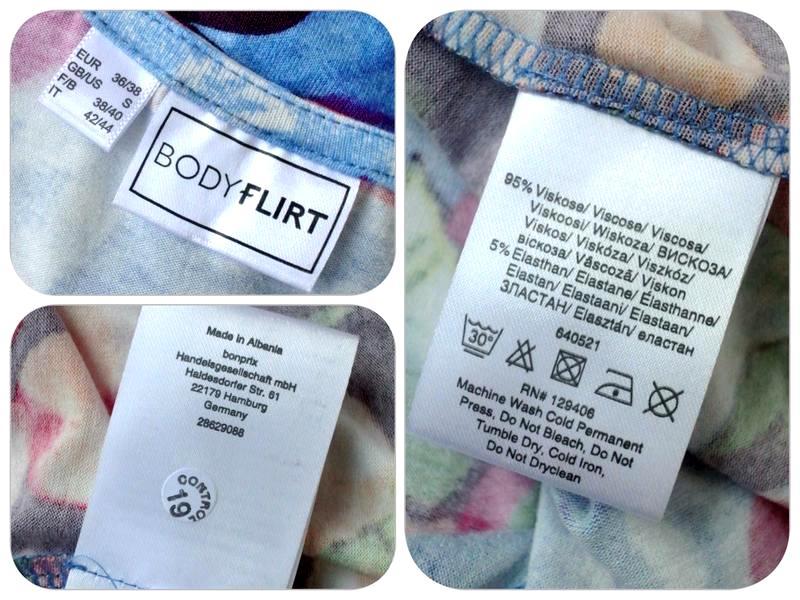 EUR 36/38
GB/US S
F/B 38/40
IT 42/44
BODYFLIRT
Made in Albania
bonprix
Handelsgesellschaft mbH
Haldesdorfer Str. 61
22179 Hamburg
Germany
28629088
CONTROL
19
95% Viskose/ Viscose/ Viscosa/
Viskoosi/ Wiskoza/ ВИСКОЗА/
Viskos/ Viskóza/ Viszkóz/
віскоза/ Vâscoză/ Viskon
5% Elasthan/ Elastane/ Élasthanne/
Elastan/ Elastaani/ Elastaan/
ЭЛАСТАН/ Elasztán/ еластан
640521
30°
RN# 129406
Machine Wash Cold Permanent
Press, Do Not Bleach, Do Not
Tumble Dry, Cold Iron,
Do Not Dryclean